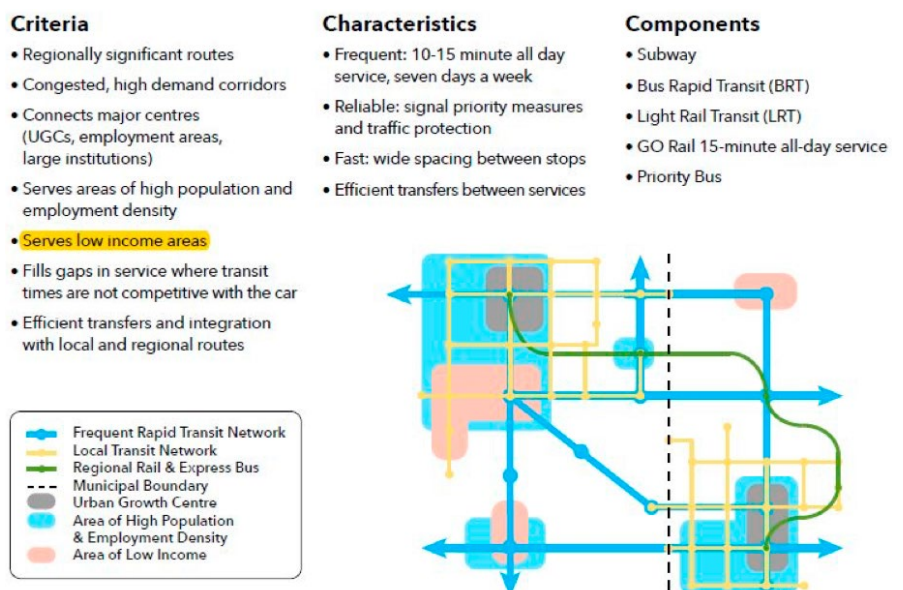 Criteria
• Regionally significant routes
• Congested, high demand corridors
• Connects major centres
(UGCs, employment areas,
large institutions)
• Serves areas of high population and
employment density
• Serves low income areas
• Fills gaps in service where transit
times are not competitive with the car
• Efficient transfers and integration
with local and regional routes
Characteristics
• Frequent: 10-15 minute all day
service, seven days a week
• Reliable: signal priority measures
and traffic protection
• Fast: wide spacing between stops
• Efficient transfers between services
Components
• Subway
• Bus Rapid Transit (BRT)
• Light Rail Transit (LRT)
• GO Rail 15-minute all-day service
• Priority Bus
Frequent Rapid Transit Network
Local Transit Network
Regional Rail & Express Bus
Municipal Boundary
Urban Growth Centre
Area of High Population
& Employment Density
Area of Low Income